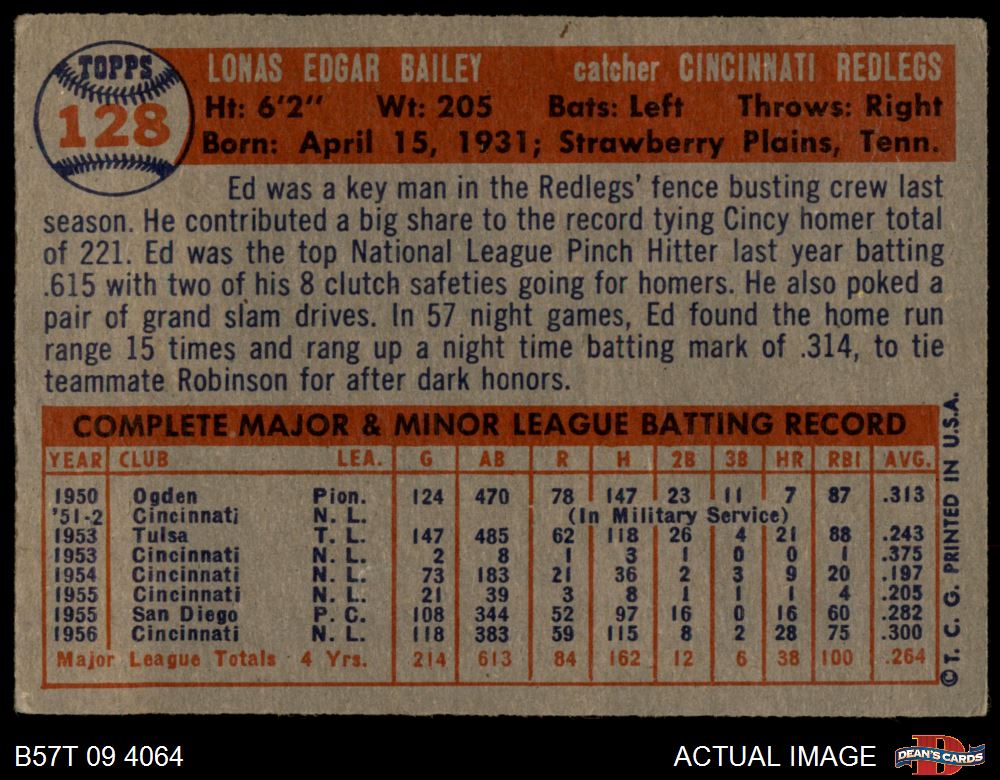 TOPPS
128
LONAS EDGAR BAILEY catcher CINCINNATI REDLEGS
Ht: 6'2" Wt: 205 Bats: Left Throws: Right
Born: April 15, 1931; Strawberry Plains, Tenn.
Ed was a key man in the Redlegs' fence busting crew last
season. He contributed a big share to the record tying Cincy homer total
of 221. Ed was the top National League Pinch Hitter last year batting
.615 with two of his 8 clutch safeties going for homers. He also poked a
pair of grand slam drives. In 57 night games, Ed found the home run
range 15 times and rang up a night time batting mark of .314, to tie
teammate Robinson for after dark honors.
COMPLETE MAJOR & MINOR LEAGUE BATTING RECORD
YEAR CLUB LEA. G AB R H 2B 3B HR RBI AVG.
1950 Ogden Pion. 124 470 78 147 23 11 7 87 .313
'51-2 Cincinnati N. L. (In Military Service)
1953 Tulsa T. L. 147 485 62 118 26 4 21 88 .243
1953 Cincinnati N. L. 2 8 1 3 1 0 0 1 .375
1954 Cincinnati N. L. 73 183 21 36 2 3 9 20 .197
1955 Cincinnati N. L. 21 39 3 8 1 1 1 4 .205
1955 San Diego P. C. 108 344 52 97 16 0 16 60 .282
1956 Cincinnati N. L. 118 383 59 115 8 2 28 75 .300
Major League Totals 4 Yrs. 214 613 84 162 12 6 38 100 .264
©T. C. G. PRINTED IN U.S.A.
B57T 09 4064 ACTUAL IMAGE
D
DEAN'S CARDS